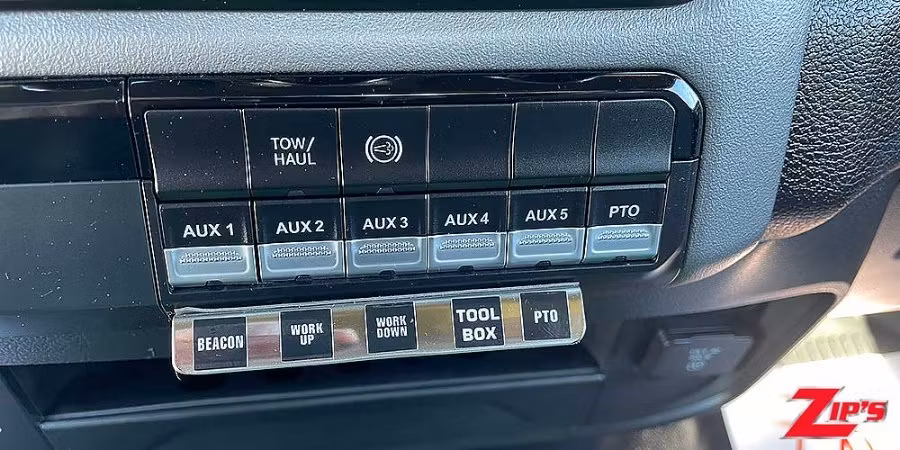 TOW/
HAUL
AUX 1 AUX 2 AUX 3 AUX 4 AUX 5 PTO
BEACON
WORK
UP
WORK
DOWN
TOOL
BOX
PTO
ZIP'S